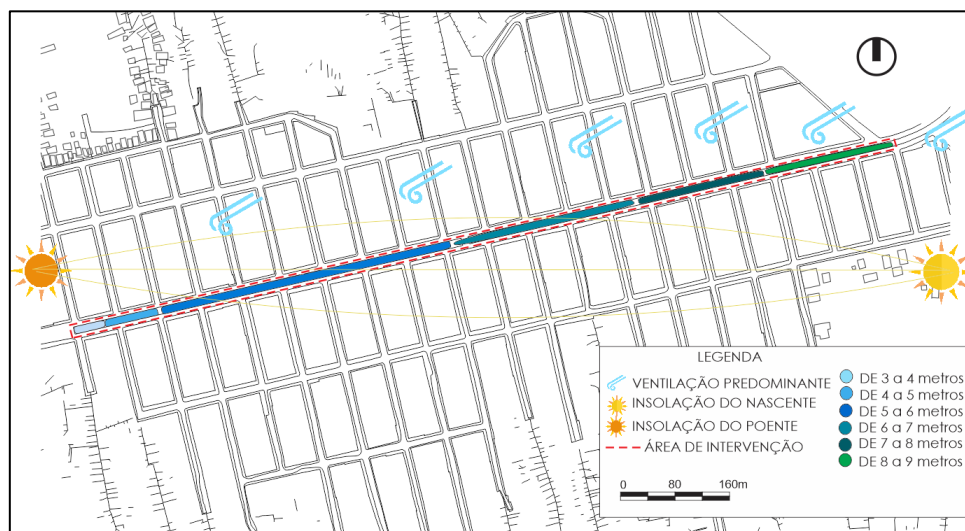 LEGENDA
VENTILAÇÃO PREDOMINANTE
INSOLAÇÃO DO NASCENTE
INSOLAÇÃO DO POENTE
ÁREA DE INTERVENÇÃO
DE 3 a 4 metros
DE 4 a 5 metros
DE 5 a 6 metros
DE 6 a 7 metros
DE 7 a 8 metros
DE 8 a 9 metros
0 80 160m